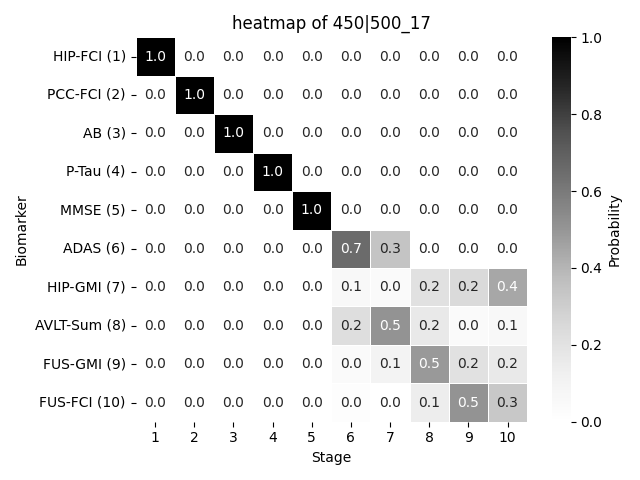 heatmap of 450|500_17
HIP-FCI (1) 1.0 0.0 0.0 0.0 0.0 0.0 0.0 0.0 0.0 0.0
PCC-FCI (2) 0.0 1.0 0.0 0.0 0.0 0.0 0.0 0.0 0.0 0.0
AB (3) 0.0 0.0 1.0 0.0 0.0 0.0 0.0 0.0 0.0 0.0
P-Tau (4) 0.0 0.0 0.0 1.0 0.0 0.0 0.0 0.0 0.0 0.0
MMSE (5) 0.0 0.0 0.0 0.0 1.0 0.0 0.0 0.0 0.0 0.0
ADAS (6) 0.0 0.0 0.0 0.0 0.0 0.7 0.3 0.0 0.0 0.0
HIP-GMI (7) 0.0 0.0 0.0 0.0 0.0 0.1 0.0 0.2 0.2 0.4
AVLT-Sum (8) 0.0 0.0 0.0 0.0 0.0 0.2 0.5 0.2 0.0 0.1
FUS-GMI (9) 0.0 0.0 0.0 0.0 0.0 0.0 0.1 0.5 0.2 0.2
FUS-FCI (10) 0.0 0.0 0.0 0.0 0.0 0.0 0.0 0.1 0.5 0.3
1 2 3 4 5 6 7 8 9 10
Stage
Biomarker
1.0
0.8
0.6
0.4
0.2
0.0
Probability